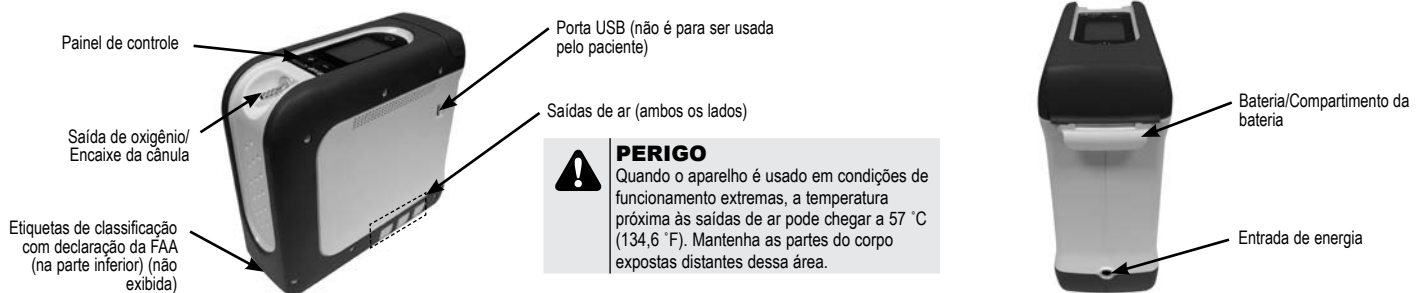 Painel de controle
Saída de oxigênio/
Encaixe da cânula
Etiquetas de classificação
com declaração da FAA
(na parte inferior) (não
exibida)
Porta USB (não é para ser usada
pelo paciente)
Saídas de ar (ambos os lados)
PERIGO
Quando o aparelho é usado em condições de
funcionamento extremas, a temperatura
próxima às saídas de ar pode chegar a 57 ˚C
(134,6 ˚F). Mantenha as partes do corpo
expostas distantes dessa área.
Bateria/Compartimento da
bateria
Entrada de energia